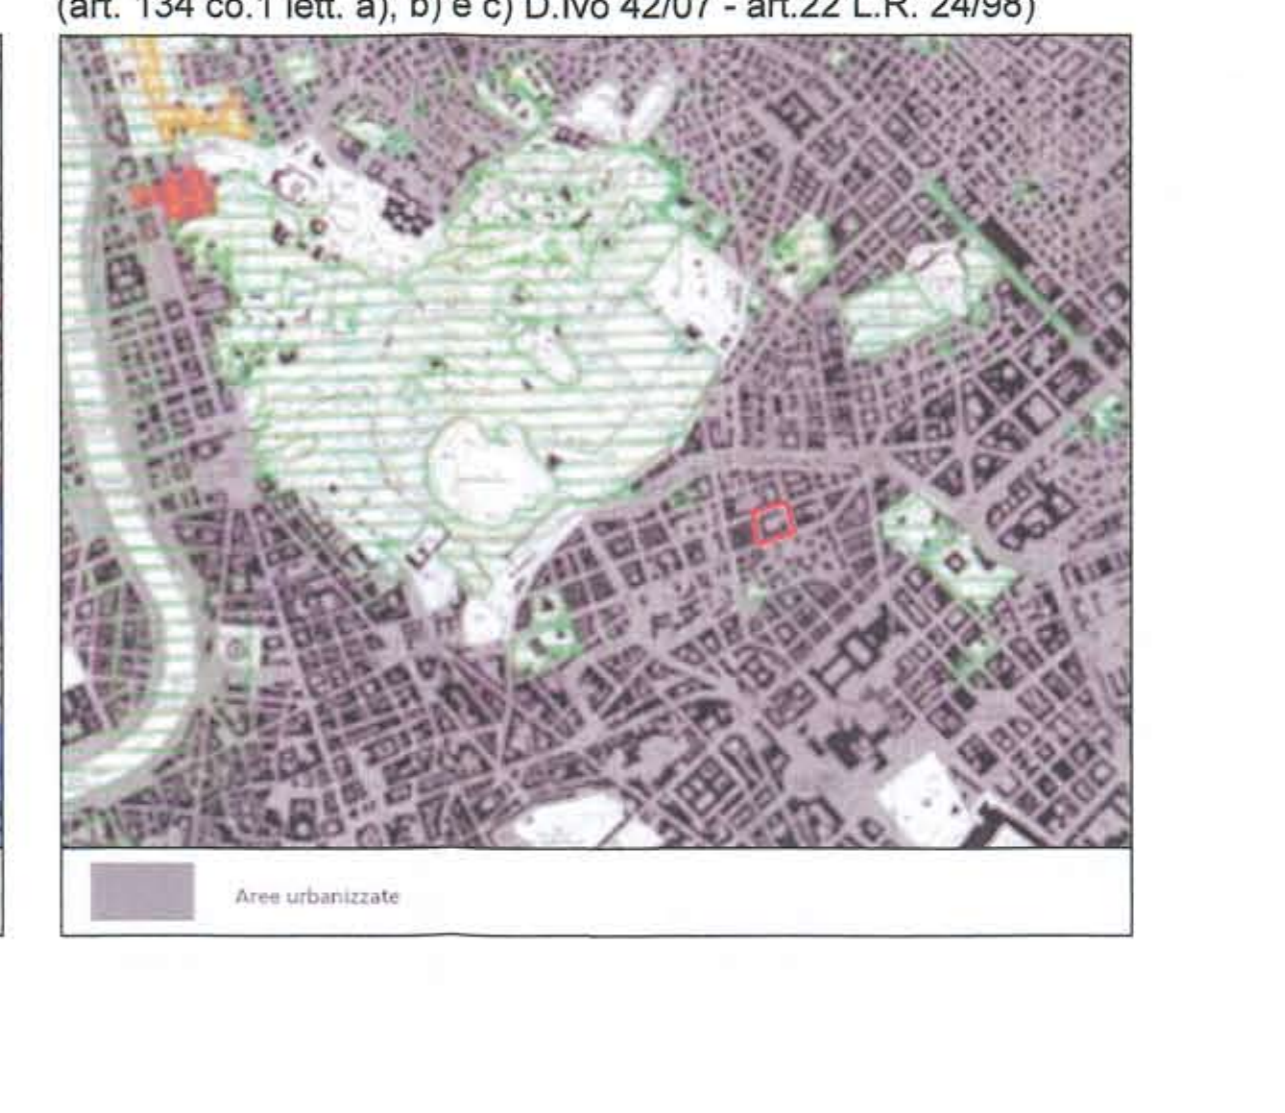 (art. 134 co.1 lett. a), b) e c) D.lvo 42/07 - art.22 L.R. 24/98)
Aree urbanizzate